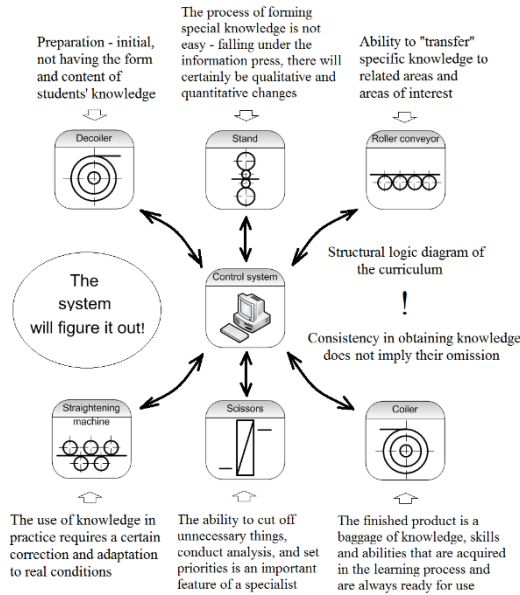 Preparation - initial,
not having the form
and content of
students' knowledge
The process of forming
special knowledge is not
easy - falling under the
information press, there will
certainly be qualitative and
quantitative changes
Ability to "transfer"
specific knowledge to
related areas and
areas of interest
Decoiler
Stand
Roller conveyor
The
system
will figure it out!
Control system
Structural logic diagram of
the curriculum
!
Consistency in obtaining knowledge
does not imply their omission
Straightening
machine
Scissors
Coiler
The use of knowledge in
practice requires a certain
correction and adaptation
to real conditions
The ability to cut off
unnecessary things,
conduct analysis, and set
priorities is an important
feature of a specialist
The finished product is a
baggage of knowledge, skills
and abilities that are acquired
in the learning process and
are always ready for use